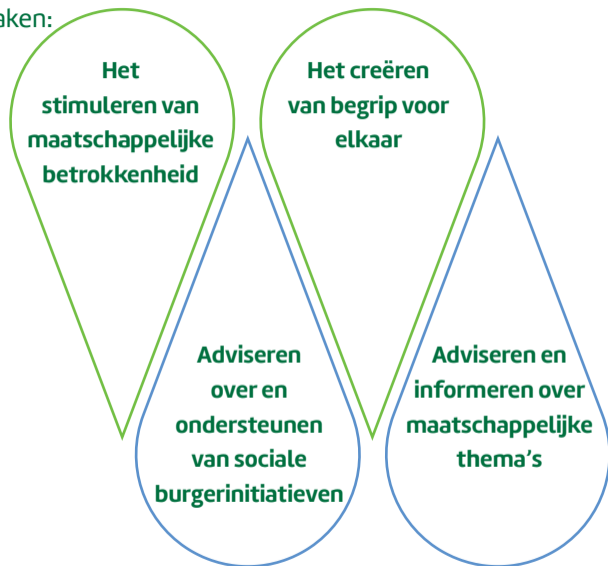 aken:
Het
stimuleren van
maatschappelijke
betrokkenheid
Het creëren
van begrip voor
elkaar
Adviseren
over en
ondersteunen
van sociale
burgerinitiatieven
Adviseren en
informeren over
maatschappelijke
thema's